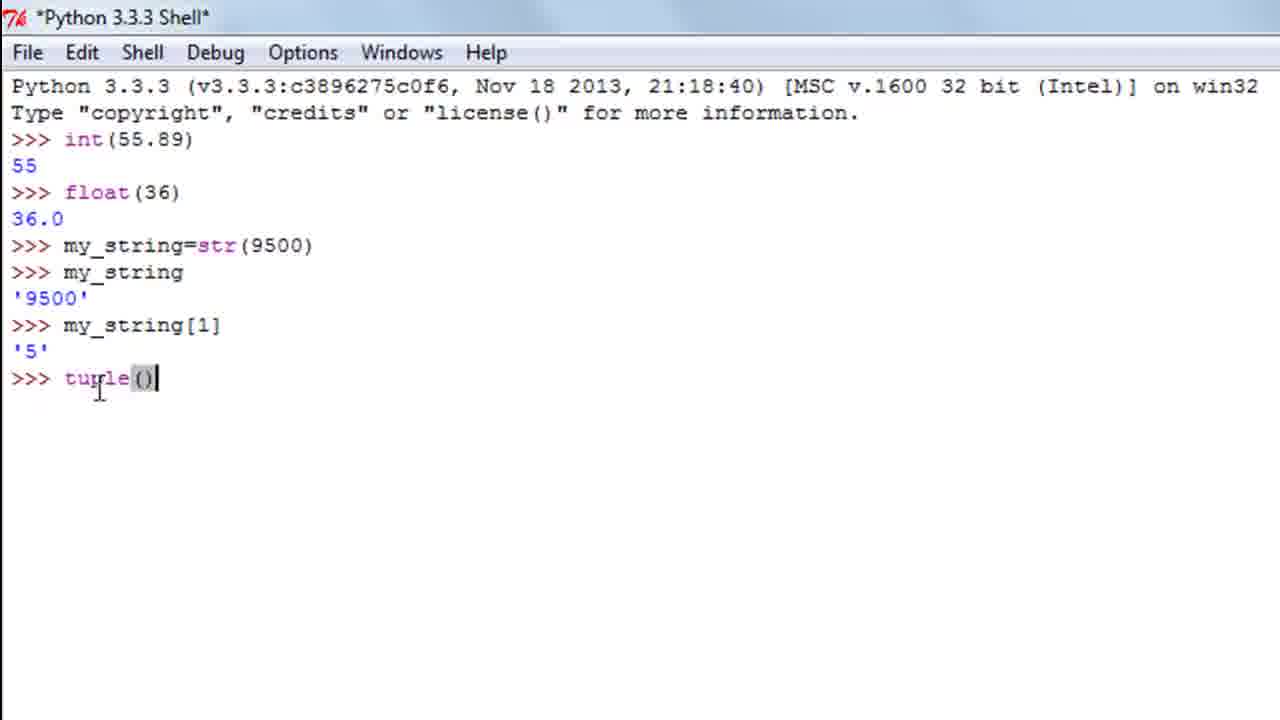 *Python 3.3.3 Shell*
File Edit Shell Debug Options Windows Help
Python 3.3.3 (v3.3.3:c3896275c0f6, Nov 18 2013, 21:18:40) [MSC v.1600 32 bit (Intel)] on win32
Type "copyright", "credits" or "license()" for more information.
>>> int(55.89)
55
>>> float(36)
36.0
>>> my_string=str(9500)
>>> my_string
'9500'
>>> my_string[1]
'5'
>>> tuple()